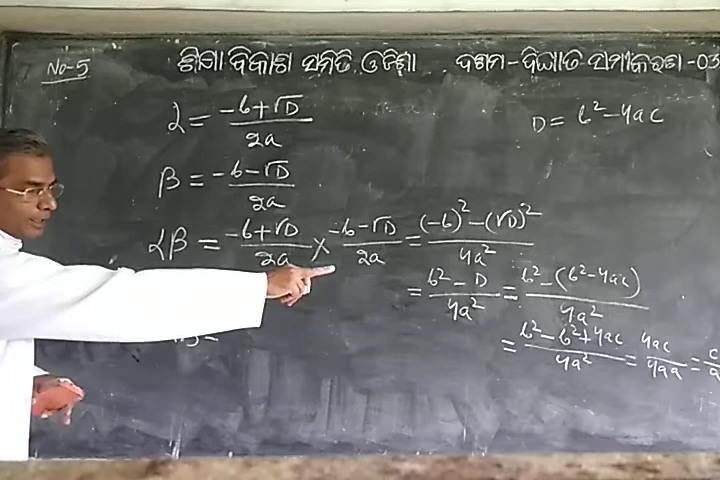 No-5 ଶିକ୍ଷା ବିକାଶ ସମିତି ଓଡ଼ିଶା ଦଶମ-ଦ୍ବିଘାତ ସମୀକରଣ-03
α = (-b+√D)/2a
D = b² - 4ac
β = (-b-√D)/2a
αβ = (-b+√D)/2a × (-b-√D)/2a = ((-b)² - (√D)²)/4a²
= (b² - D)/4a² = (b² - (b² - 4ac))/4a²
= (b² - b² + 4ac)/4a² = 4ac/4aa = c/a